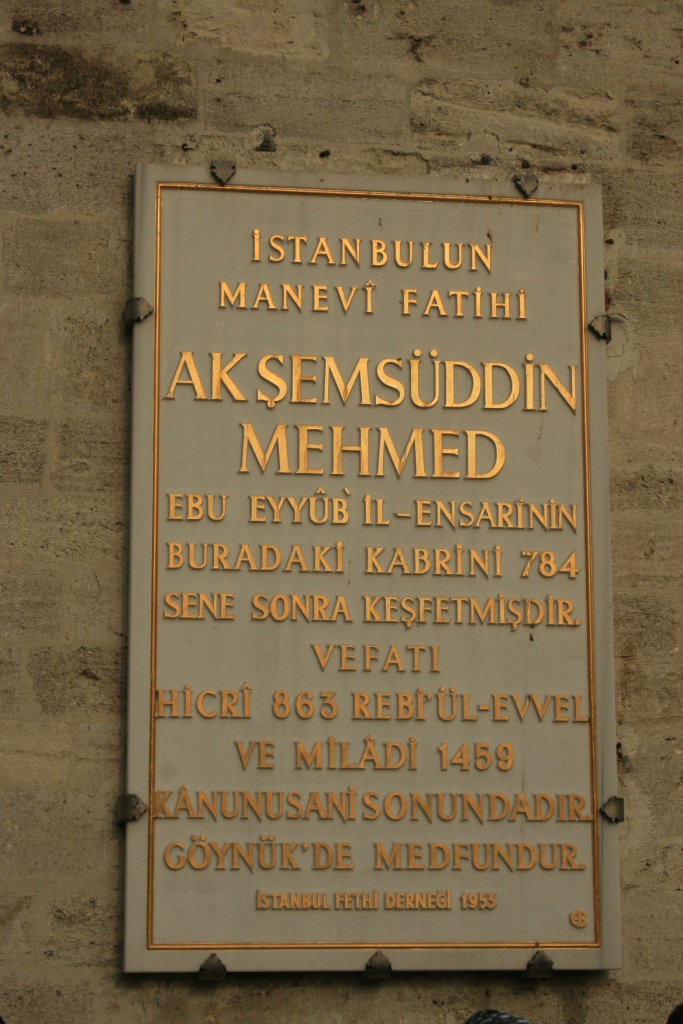 İSTANBULUN
MANEVÎ FATİHİ
AKŞEMSÜDDİN
MEHMED
EBU EYYÛB İL-ENSARİNİN
BURADAKİ KABRİNİ 784
SENE SONRA KEŞFETMİŞDİR.
VEFATI
HİCRÎ 863 REBİ'ÜL-EVVEL
VE MİLÂDİ 1459
KÂNUNUSANİ SONUNDADIR.
GÖYNÜK'DE MEDFUNDUR.
İSTANBUL FETHİ DERNEĞİ 1953